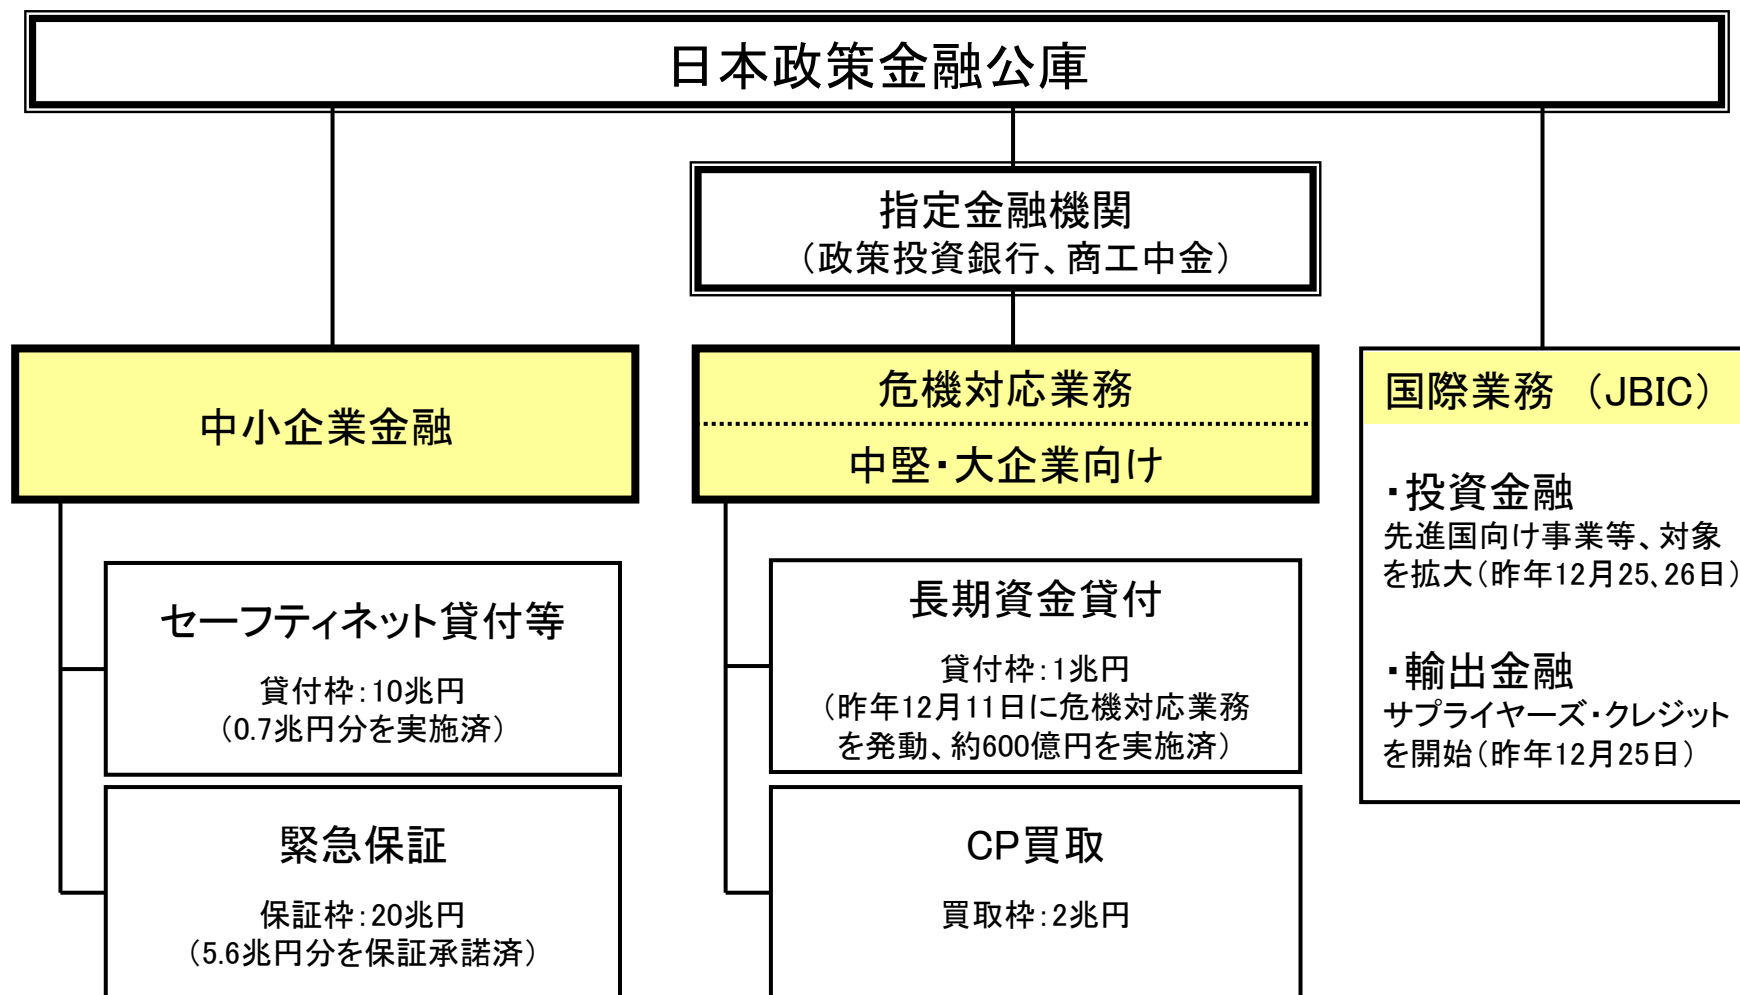 日本政策金融公庫
指定金融機関
（政策投資銀行、商工中金）
中小企業金融
セーフティネット貸付等
貸付枠：10兆円
（0.7兆円分を実施済）
緊急保証
保証枠：20兆円
（5.6兆円分を保証承諾済）
危機対応業務
中堅・大企業向け
長期資金貸付
貸付枠：1兆円
（昨年12月11日に危機対応業務
を発動、約600億円を実施済）
CP買取
買取枠：2兆円
国際業務　（JBIC）
・投資金融
先進国向け事業等、対象
を拡大（昨年12月25、26日）
・輸出金融
サプライヤーズ・クレジット
を開始（昨年12月25日）